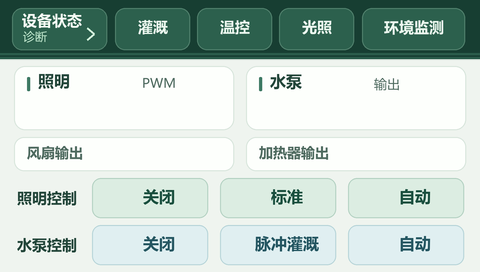 设备状态
诊断
灌溉
温控
光照
环境监测
照明 PWM
水泵 输出
风扇输出
加热器输出
照明控制 关闭 标准 自动
水泵控制 关闭 脉冲灌溉 自动